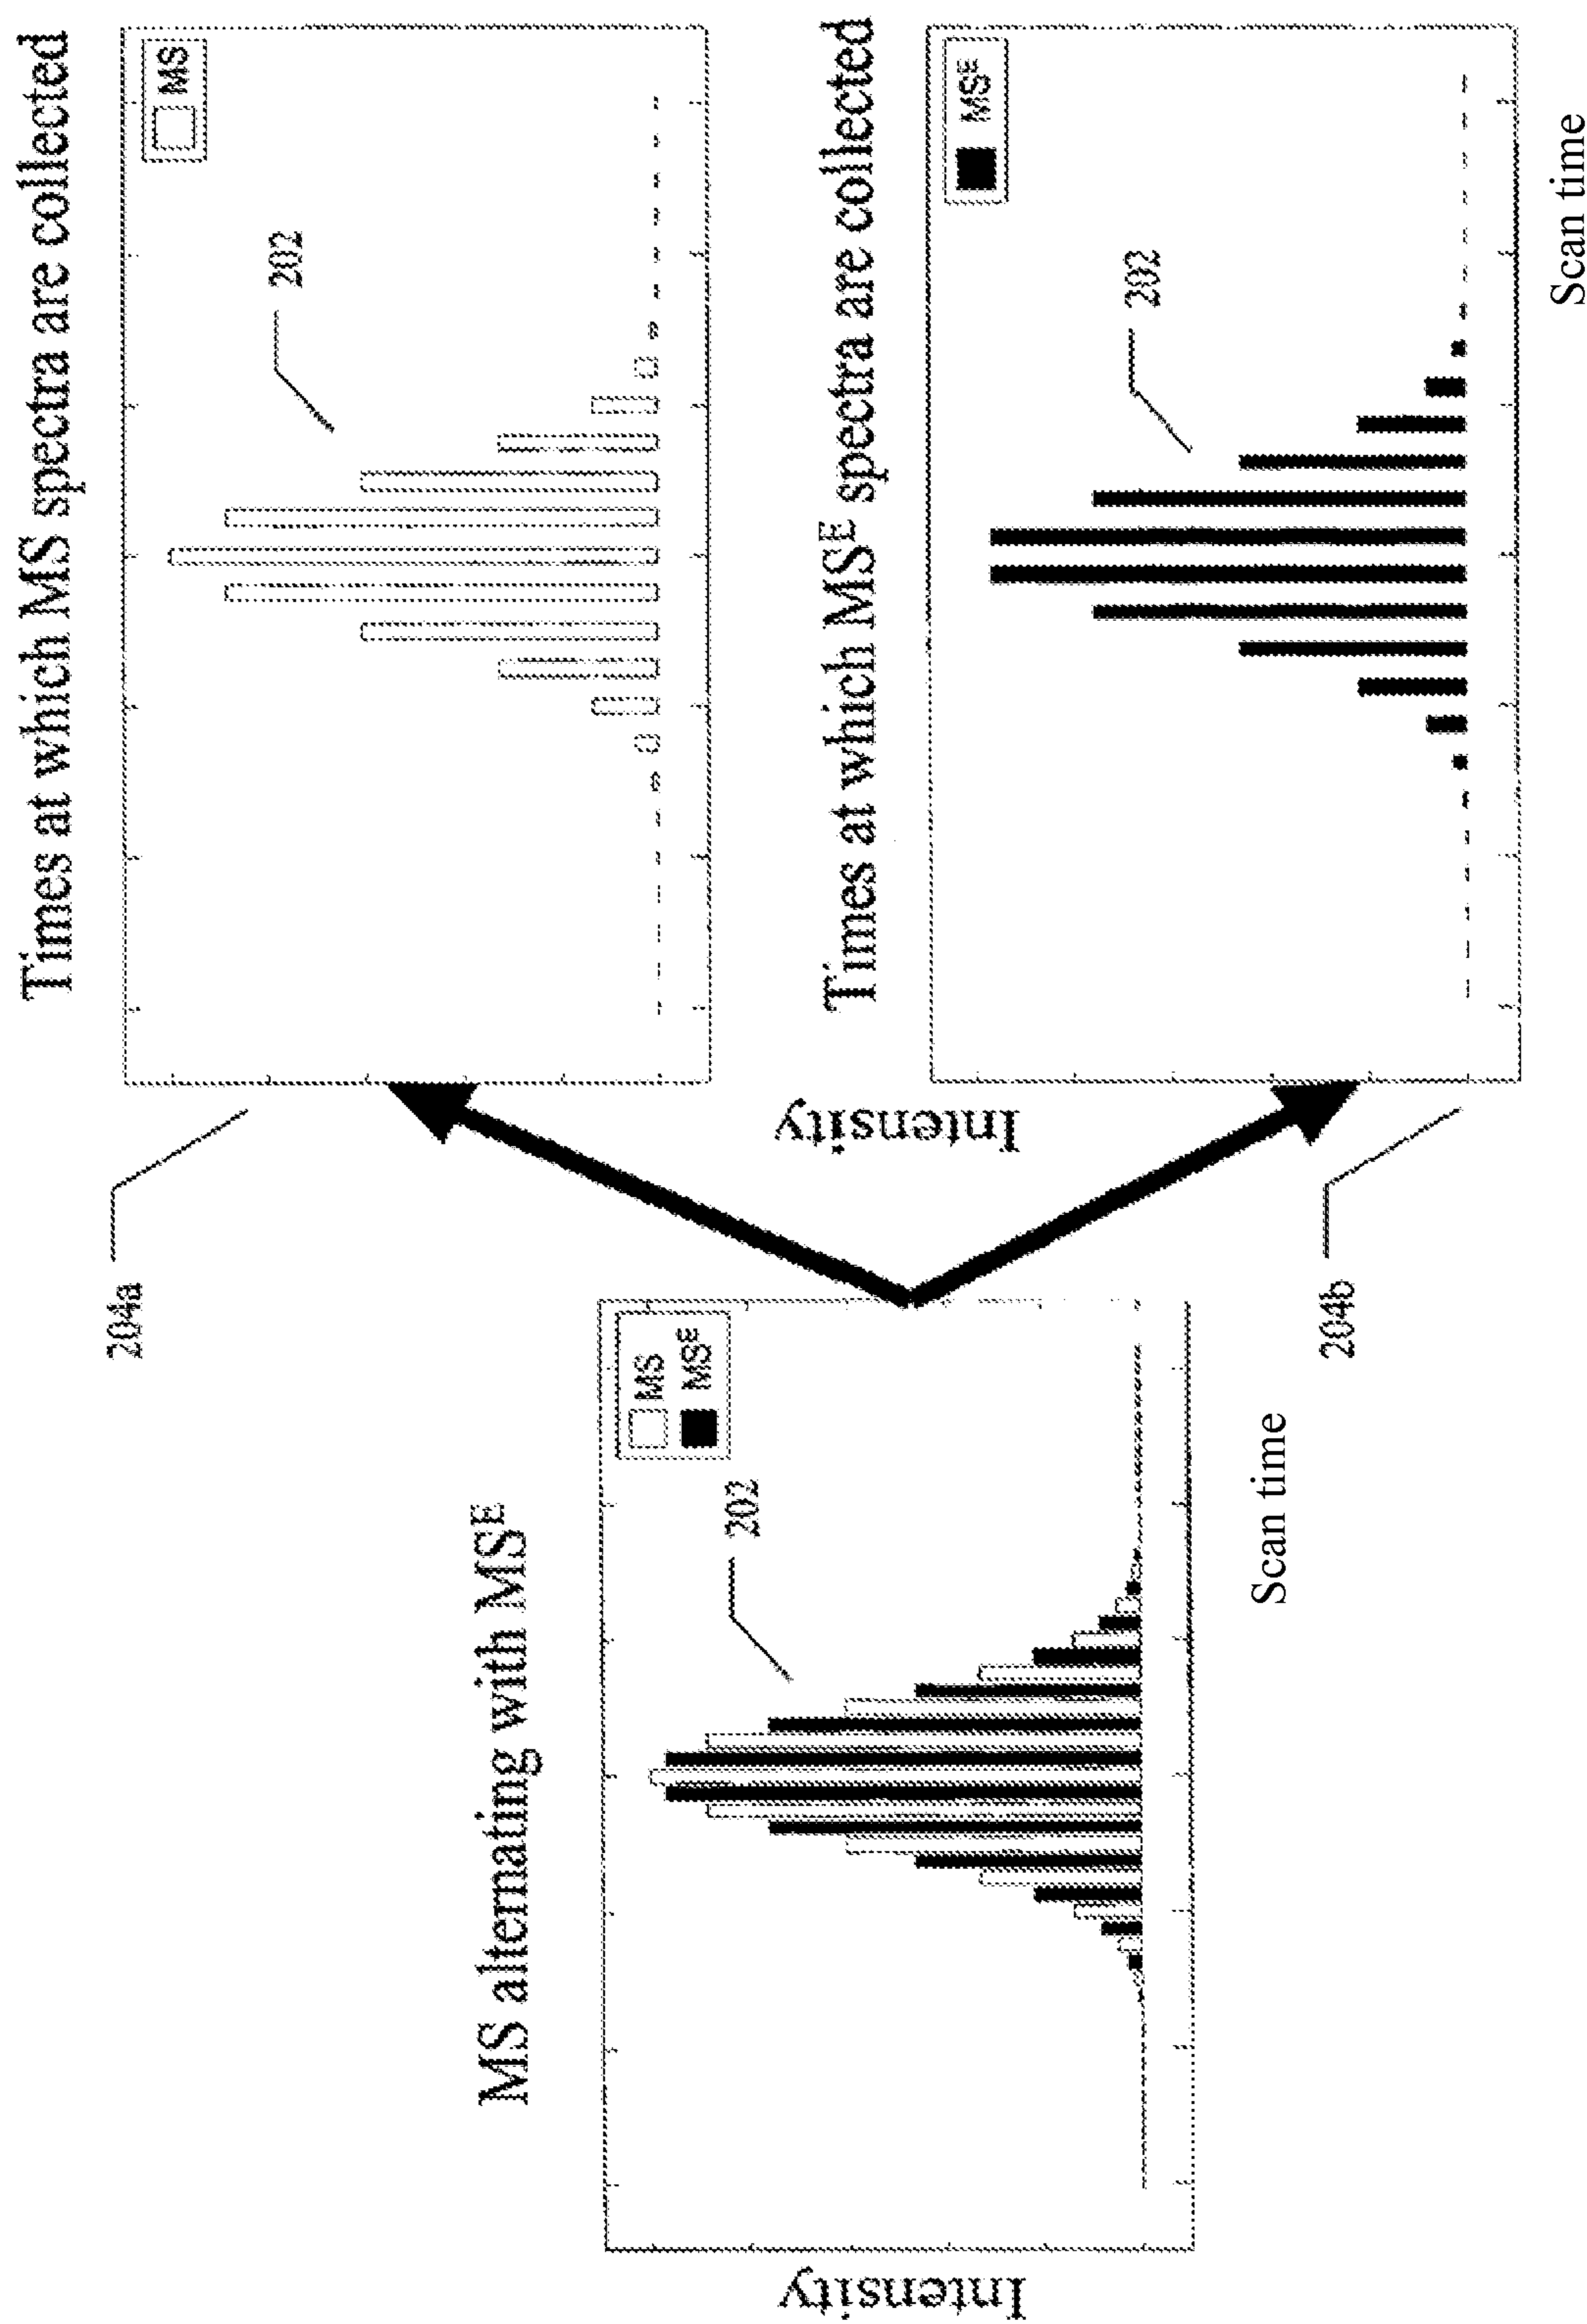 MS alternating with MSᴱ
MS
MSᴱ
202
Intensity
Scan time
204a
204b
Times at which MS spectra are collected
MS
202
Intensity
Times at which MSᴱ spectra are collected
MSᴱ
202
Scan time